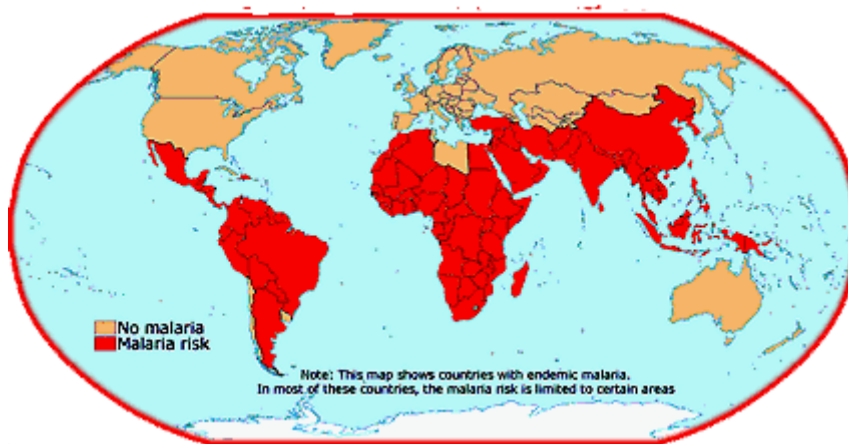 No malaria
Malaria risk
Note: This map shows countries with endemic malaria.
In most of these countries, the malaria risk is limited to certain areas